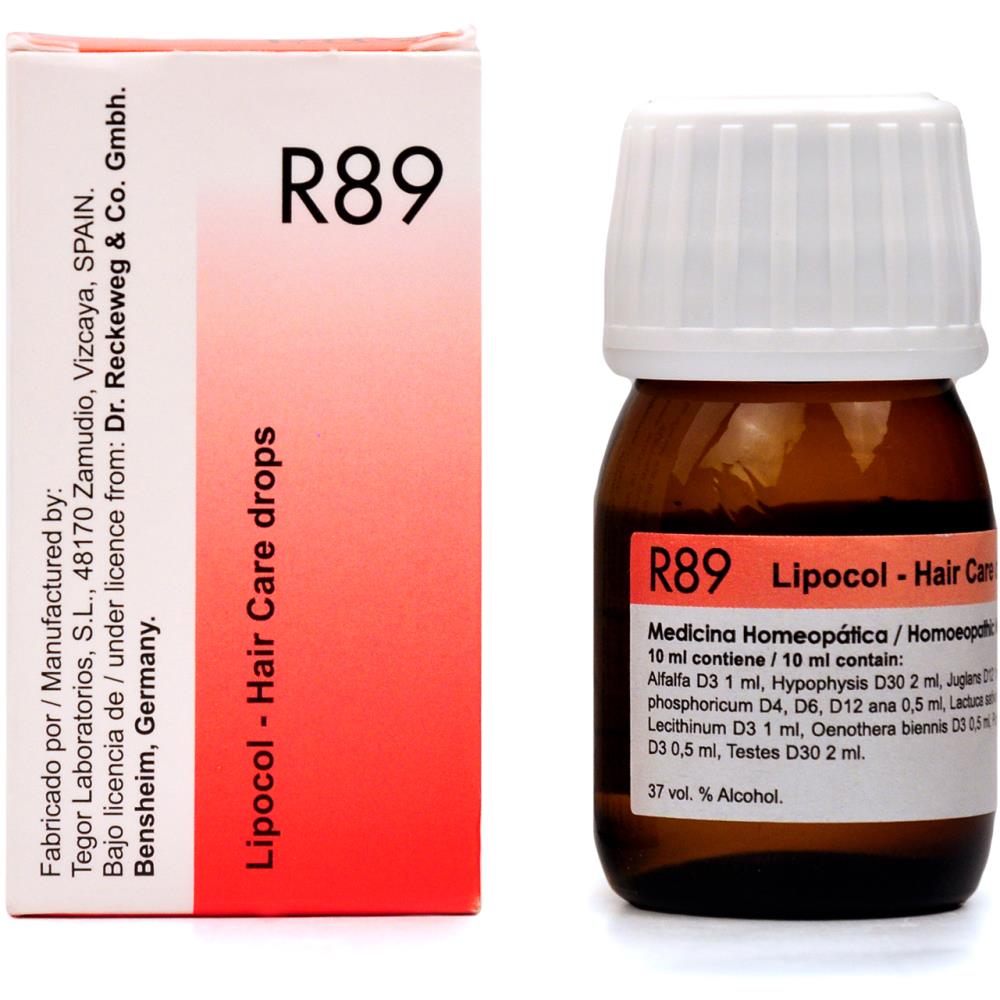 R89
Lipocol - Hair Care drops
Fabricado por / Manufactured by:
Tegor Laboratorios, S.L., 48170 Zamudio, Vizcaya, SPAIN.
Bajo licencia de / under licence from: Dr. Reckeweg & Co. Gmbh.
Bensheim, Germany.
R89 Lipocol - Hair Care
Medicina Homeopática / Homoeopathic
10 ml contiene / 10 ml contain:
Alfalfa D3 1 ml, Hypophysis D30 2 ml, Juglans D12
phosphoricum D4, D6, D12 ana 0,5 ml, Lactuca
Lecithinum D3 1 ml, Oenothera biennis D3 0,5 ml,
D3 0,5 ml, Testes D30 2 ml.
37 vol. % Alcohol.